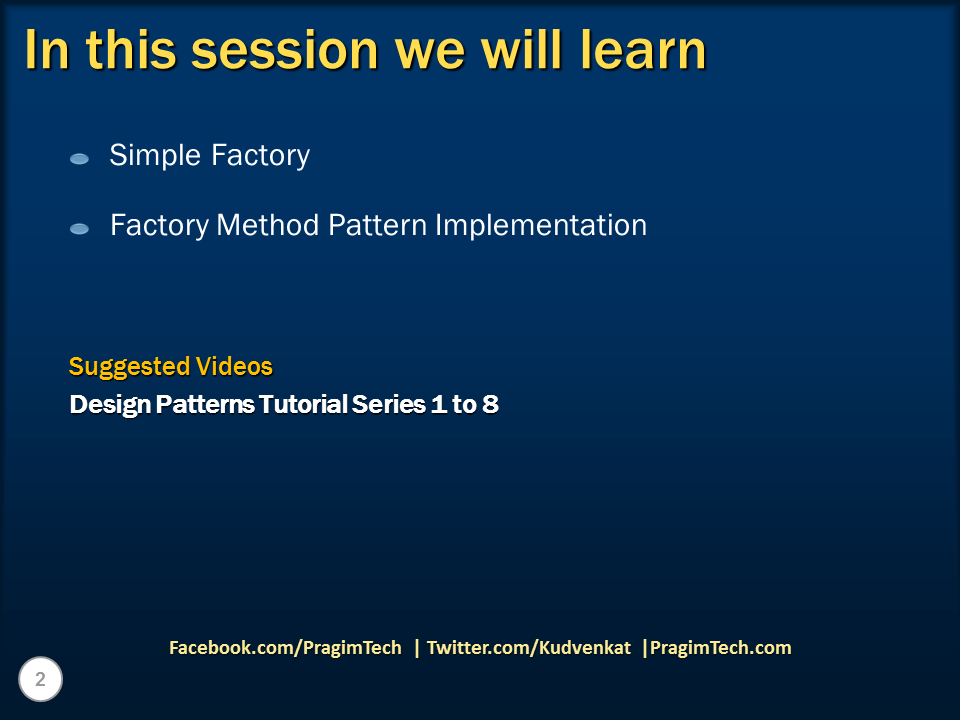 In this session we will learn
Simple Factory
Factory Method Pattern Implementation
Suggested Videos
Design Patterns Tutorial Series 1 to 8
Facebook.com/PragimTech | Twitter.com/Kudvenkat |PragimTech.com
2